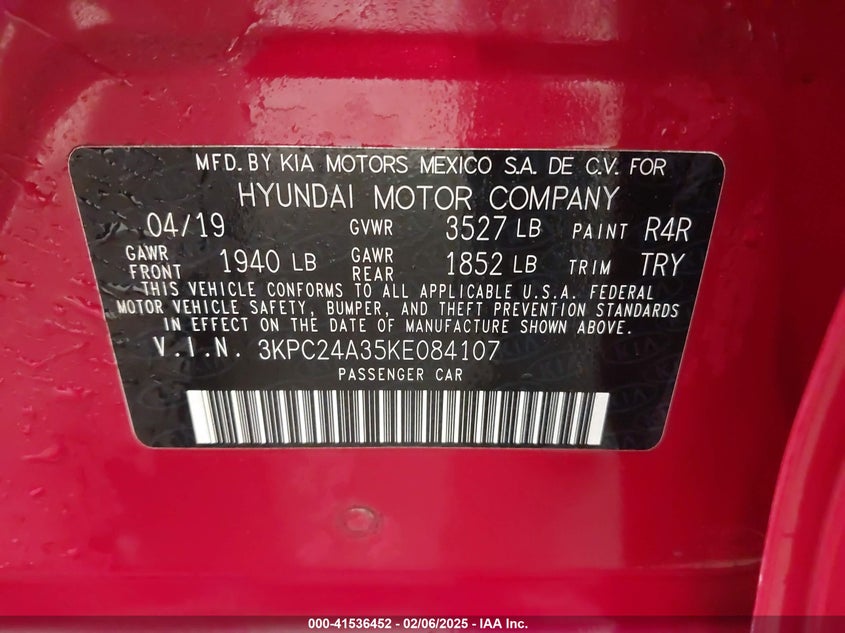 MFD. BY KIA MOTORS MEXICO S.A. DE C.V. FOR
HYUNDAI MOTOR COMPANY
04/19 GVWR 3527 LB PAINT R4R
GAWR FRONT 1940 LB GAWR REAR 1852 LB TRIM TRY
THIS VEHICLE CONFORMS TO ALL APPLICABLE U.S.A. FEDERAL
MOTOR VEHICLE SAFETY, BUMPER, AND THEFT PREVENTION STANDARDS
IN EFFECT ON THE DATE OF MANUFACTURE SHOWN ABOVE.
V.I.N. 3KPC24A35KE084107
PASSENGER CAR
000-41536452 - 02/06/2025 - IAA Inc.